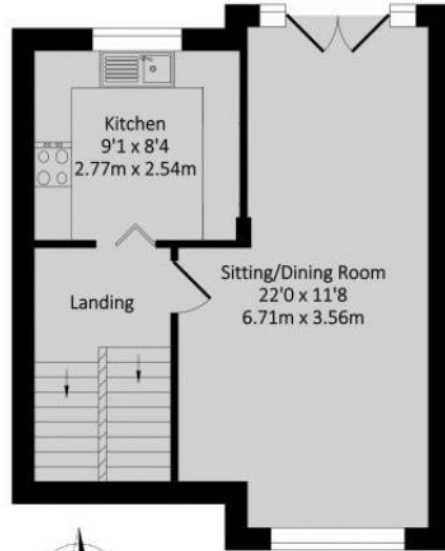 Kitchen
9'1 x 8'4
2.77m x 2.54m
Sitting/Dining Room
22'0 x 11'8
6.71m x 3.56m
Landing